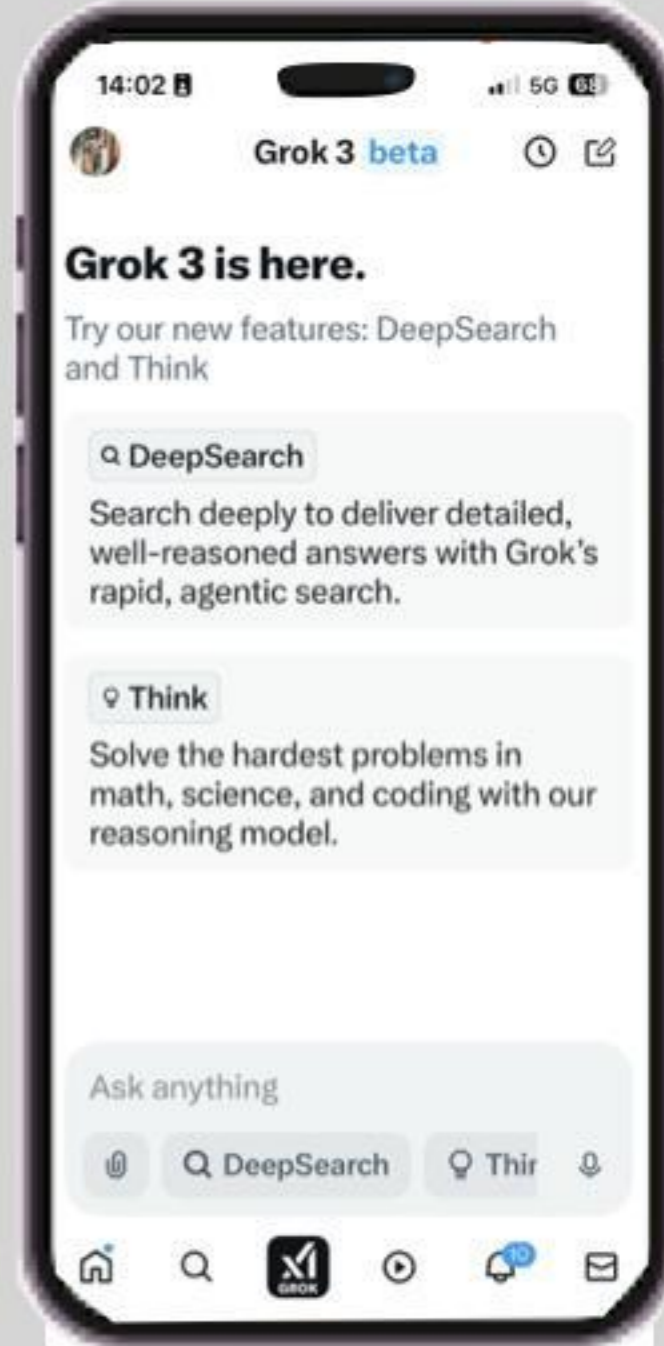 14:02
5G 68
Grok 3 beta
Grok 3 is here.
Try our new features: DeepSearch
and Think
DeepSearch
Search deeply to deliver detailed,
well-reasoned answers with Grok's
rapid, agentic search.
Think
Solve the hardest problems in
math, science, and coding with our
reasoning model.
Ask anything
DeepSearch
Thir
GROK
10